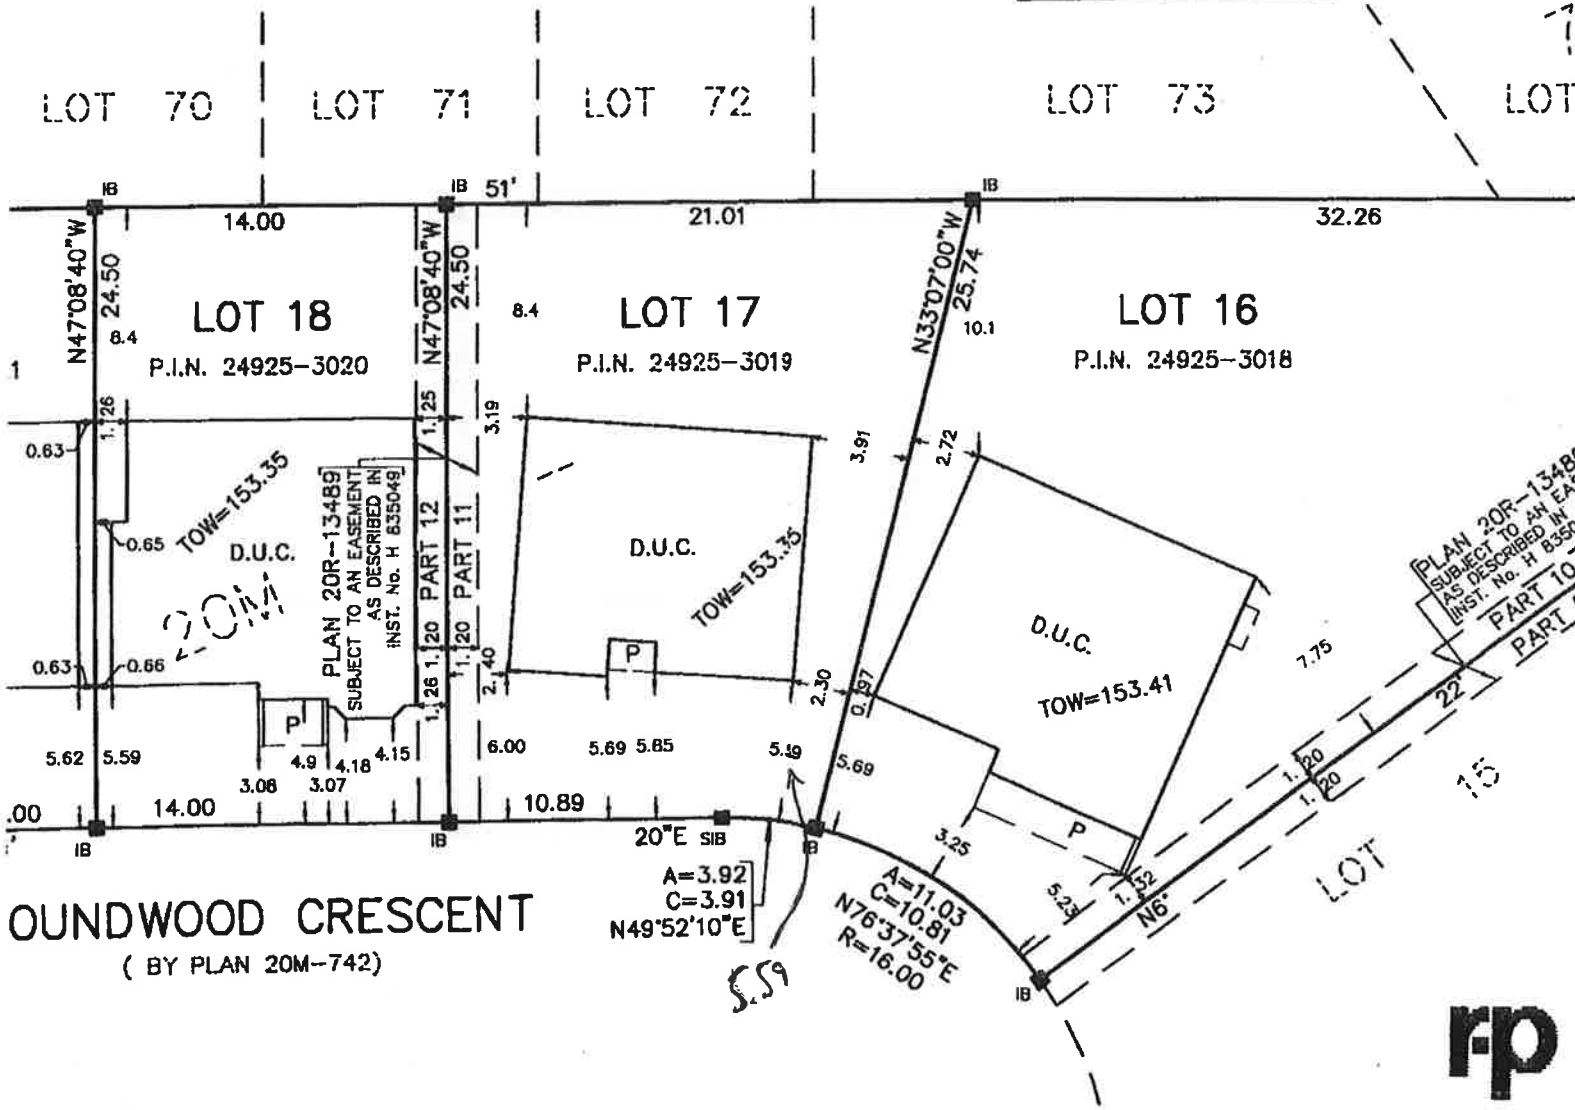 LOT 70
LOT 71
LOT 72
LOT 73
LOT
IB
IB
51'
IB
14.00
21.01
32.26
N47°08'40"W
24.50
N47°08'40"W
24.50
N33°07'00"W
25.74
LOT 18
P.I.N. 24925-3020
LOT 17
P.I.N. 24925-3019
LOT 16
P.I.N. 24925-3018
8.4
8.4
10.1
1
1.26
1.25
3.19
3.91
2.72
0.63
0.65
TOW=153.35
D.U.C.
20M
PLAN 20R-13489
SUBJECT TO AN EASEMENT
AS DESCRIBED IN
INST. No. H 835049
PART 12
PART 11
D.U.C.
TOW=153.35
D.U.C.
TOW=153.41
PLAN 20R-1348
SUBJECT TO AN EA
AS DESCRIBED IN
INST. No. H 8350
PART 10
PART
7.75
22'
0.63
0.66
1.20
1.20
1.26
2.40
P
2.30
0.97
P
5.62
5.59
3.08
4.9
3.07
4.18
4.15
6.00
5.69
5.85
5.69
1.20
1.20
15
LOT
.00
14.00
10.89
IB
IB
20"E
SIB
IB
3.25
P
5.23
1.32
N6°
A=3.92
C=3.91
N49°52'10"E
A=11.03
C=10.81
N76°37'55"E
R=16.00
IB
OUNDWOOD CRESCENT
( BY PLAN 20M-742)
5.59
rp